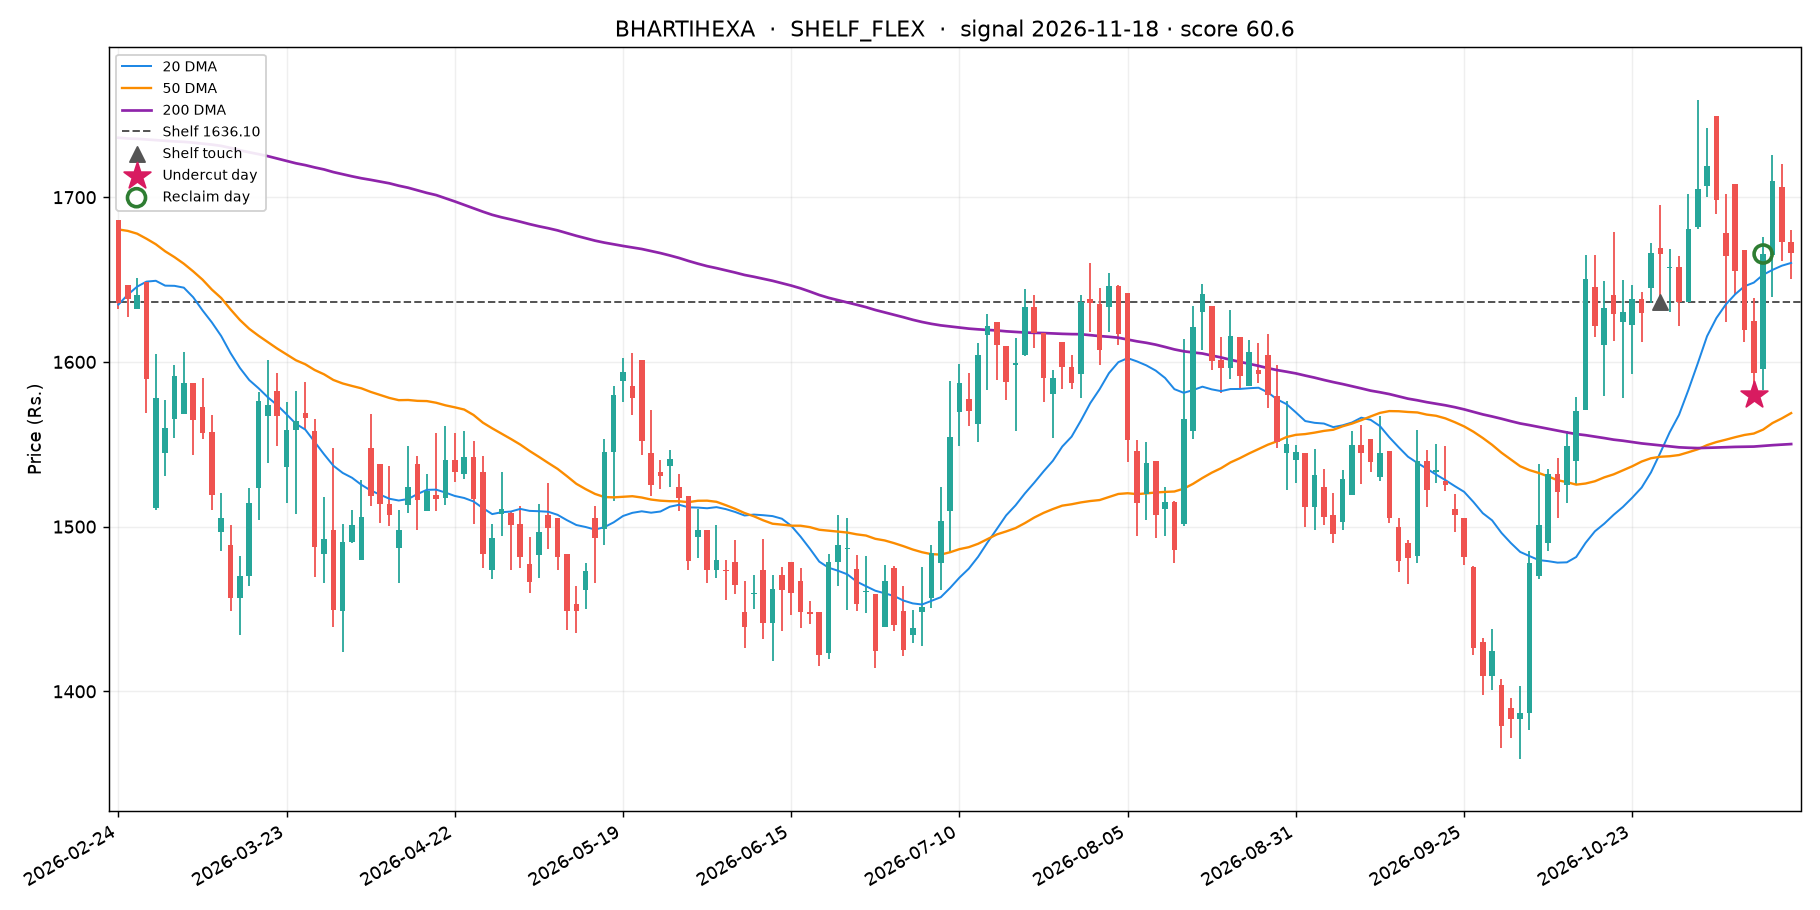 BHARTIHEXA · SHELF_FLEX · signal 2026-11-18 · score 60.6
20 DMA
50 DMA
200 DMA
Shelf 1636.10
Shelf touch
Undercut day
Reclaim day
Price (Rs.)
1700
1600
1500
1400
2026-02-24
2026-03-23
2026-04-22
2026-05-19
2026-06-15
2026-07-10
2026-08-05
2026-08-31
2026-09-25
2026-10-23